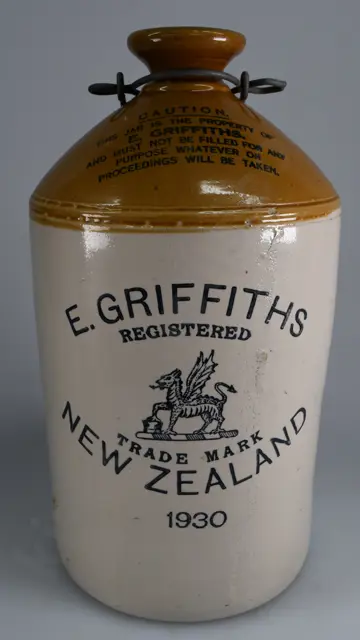 CAUTION.
THIS JAR IS THE PROPERTY OF
E. GRIFFITHS.
AND MUST NOT BE FILLED FOR ANY
PURPOSE WHATEVER OR
PROCEEDINGS WILL BE TAKEN.
E. GRIFFITHS
REGISTERED
TRADE MARK
NEW ZEALAND
1930